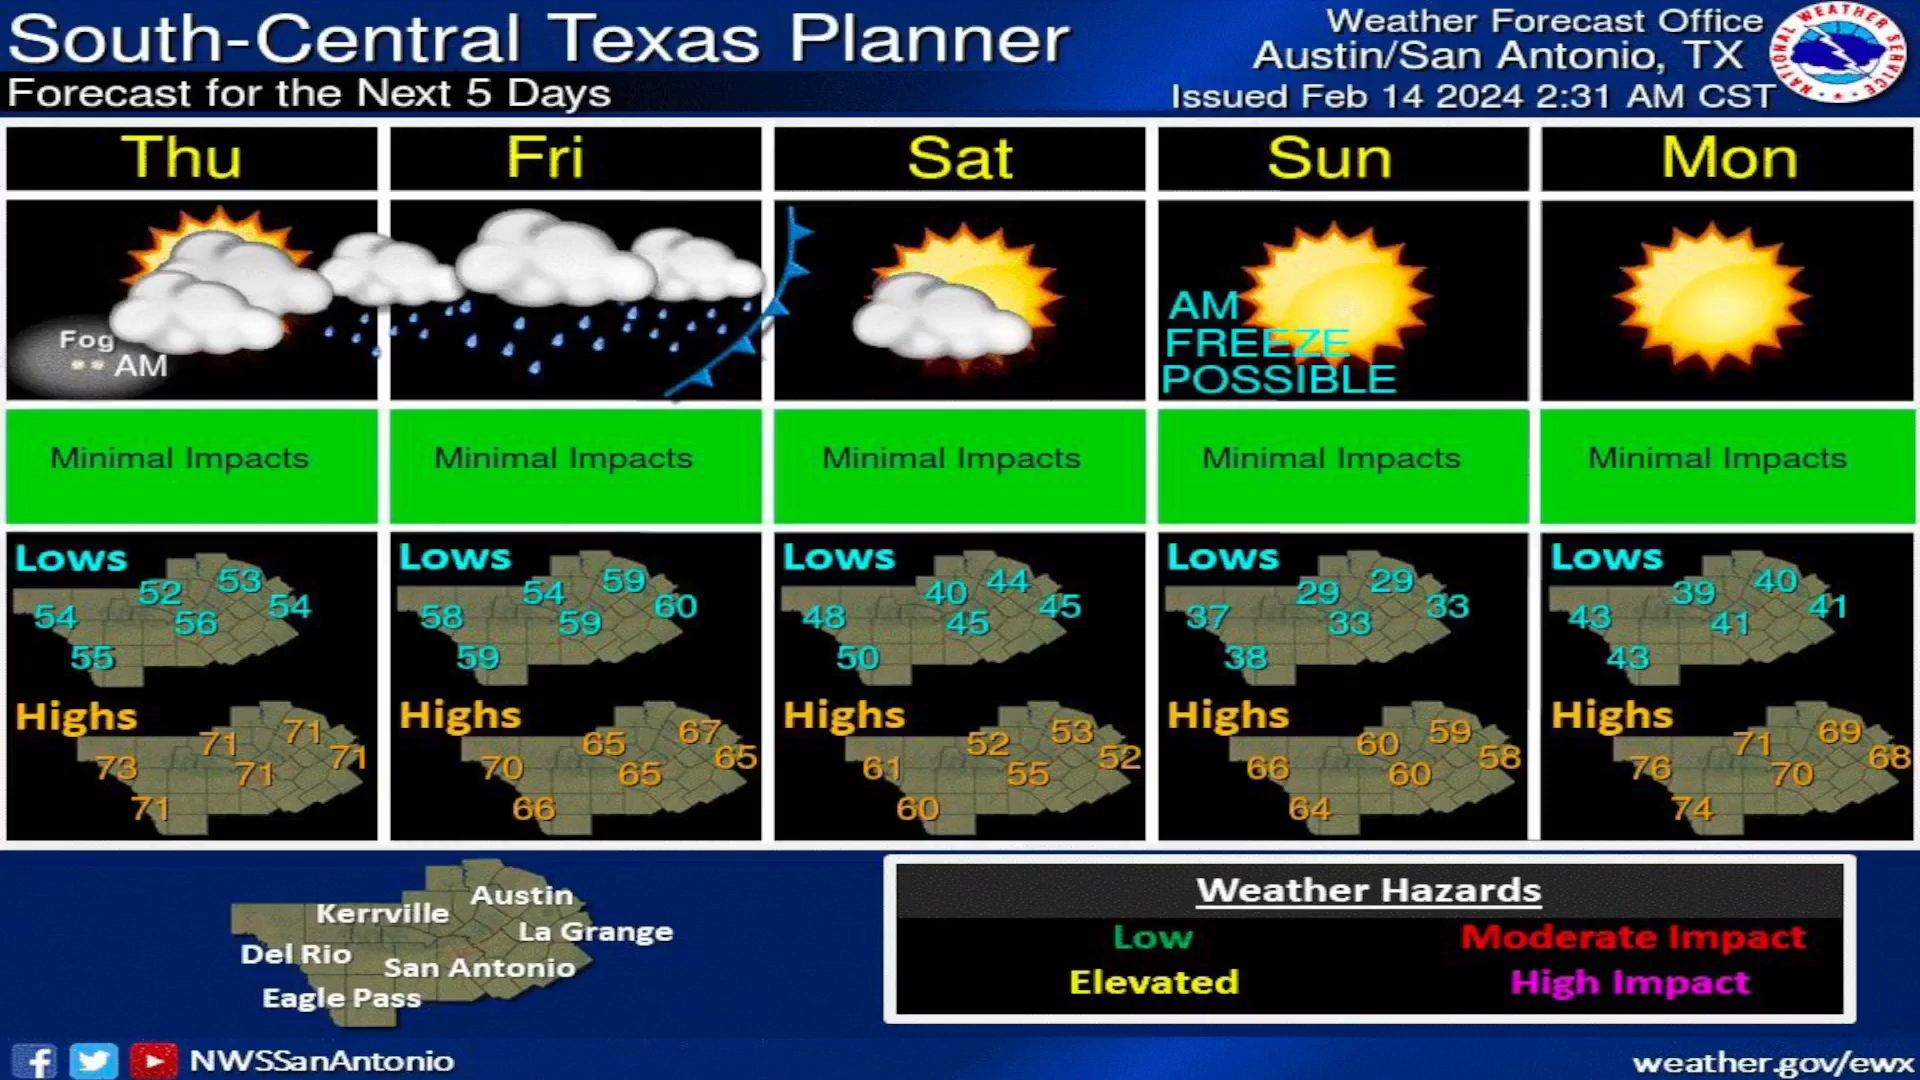 South-Central Texas Planner
Forecast for the Next 5 Days
Weather Forecast Office
Austin/San Antonio, TX
Issued Feb 14 2024 2:31 AM CST
NATIONAL WEATHER SERVICE
Thu Fri Sat Sun Mon
Fog
AM
AM
FREEZE
POSSIBLE
Minimal Impacts Minimal Impacts Minimal Impacts Minimal Impacts Minimal Impacts
Lows
52 53
54 56 54
55
Highs
71 71
73 71 71
71
Lows
54 59
58 59 60
59
Highs
65 67
70 65 65
66
Lows
40 44
48 45 45
50
Highs
52 53
61 55 52
60
Lows
29 29
37 33 33
38
Highs
60 59
66 60 58
64
Lows
39 40
43 41 41
43
Highs
71 69
76 70 68
74
Austin
Kerrville
La Grange
Del Rio
San Antonio
Eagle Pass
Weather Hazards
Low Moderate Impact
Elevated High Impact
NWSSanAntonio
weather.gov/ewx